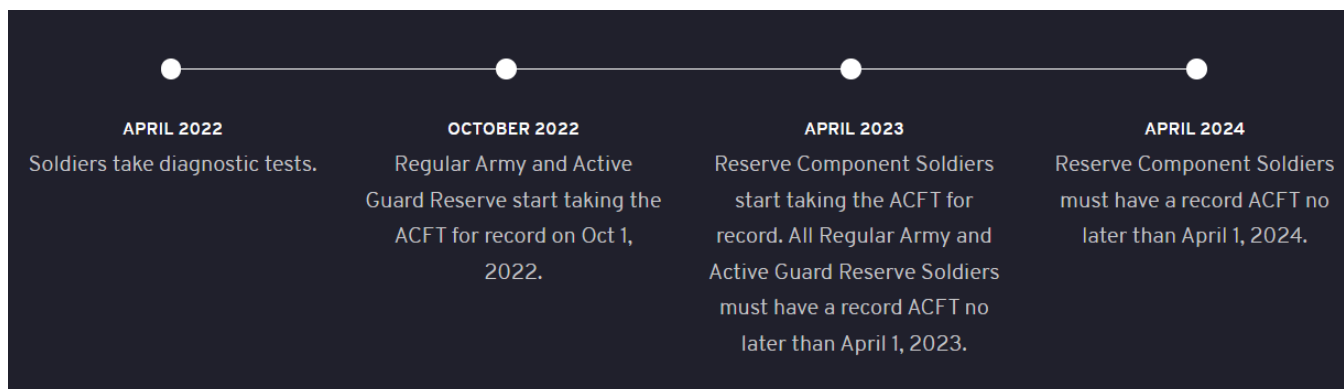 APRIL 2022
Soldiers take diagnostic tests.
OCTOBER 2022
Regular Army and Active
Guard Reserve start taking the
ACFT for record on Oct 1,
2022.
APRIL 2023
Reserve Component Soldiers
start taking the ACFT for
record. All Regular Army and
Active Guard Reserve Soldiers
must have a record ACFT no
later than April 1, 2023.
APRIL 2024
Reserve Component Soldiers
must have a record ACFT no
later than April 1, 2024.